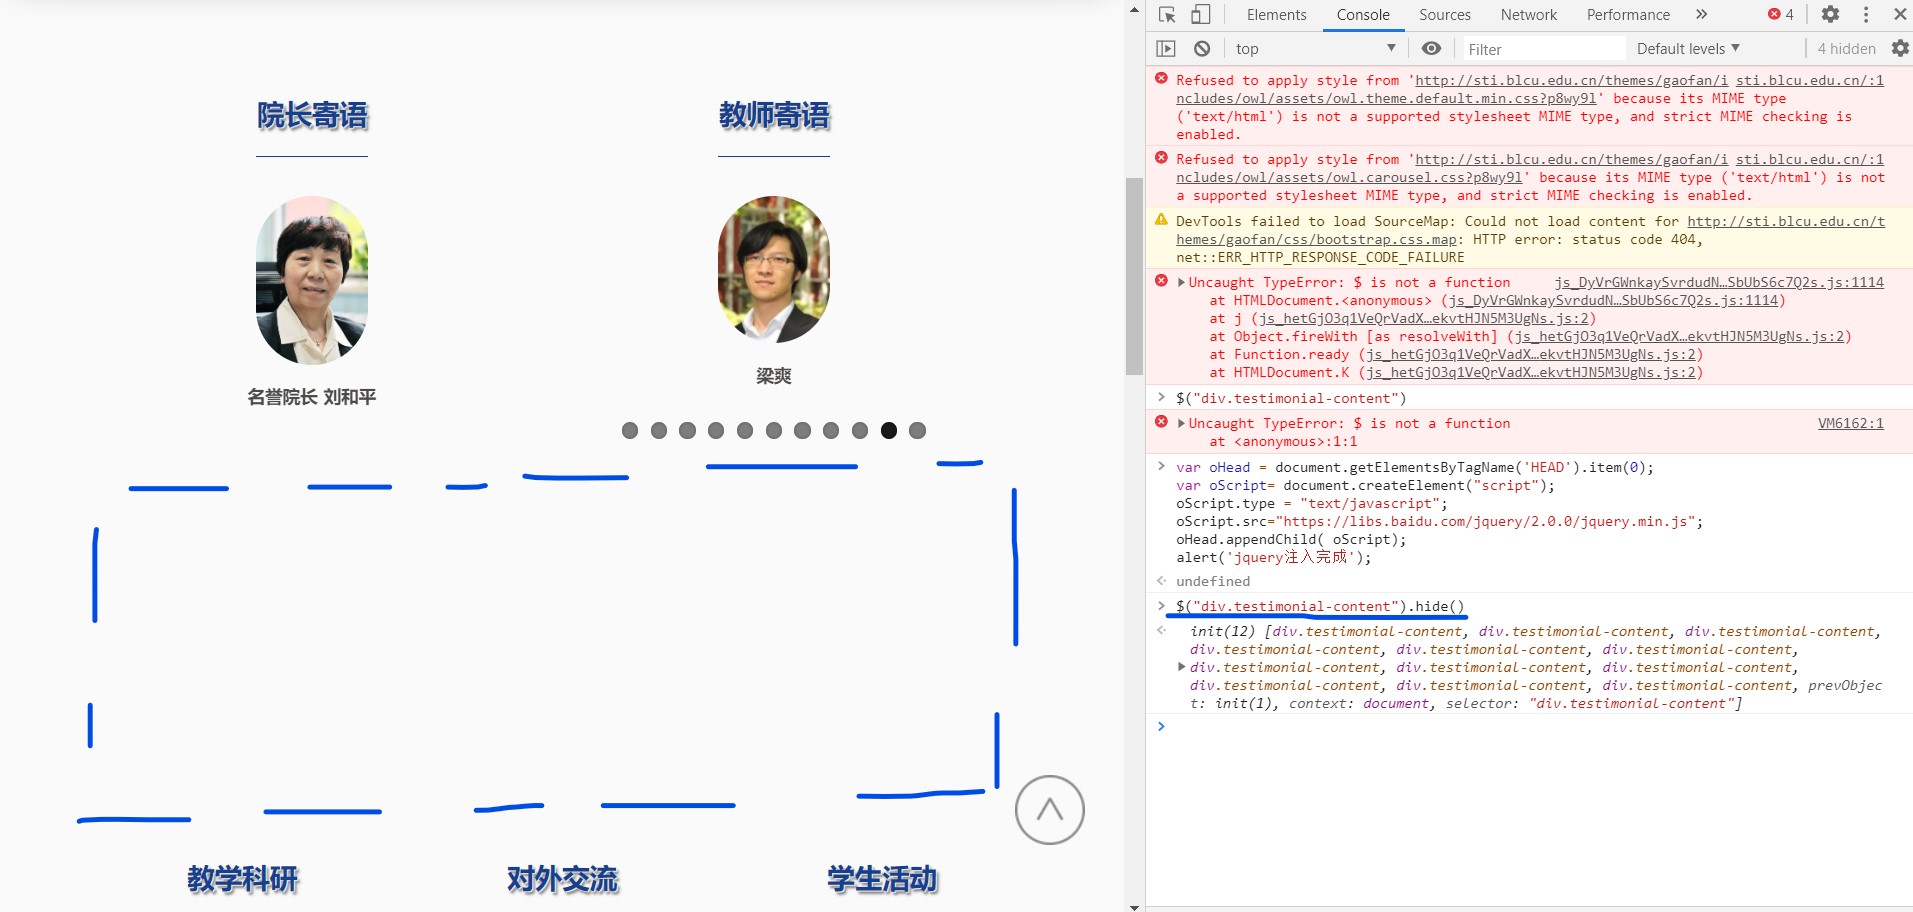 院长寄语
教师寄语
名誉院长 刘和平
梁爽
教学科研
对外交流
学生活动
Elements Console Sources Network Performance » 4
top Filter Default levels 4 hidden
Refused to apply style from 'http://sti.blcu.edu.cn/themes/gaofan/i sti.blcu.edu.cn/:1
ncludes/owl/assets/owl.theme.default.min.css?p8wy9l' because its MIME type
('text/html') is not a supported stylesheet MIME type, and strict MIME checking is
enabled.
Refused to apply style from 'http://sti.blcu.edu.cn/themes/gaofan/i sti.blcu.edu.cn/:1
ncludes/owl/assets/owl.carousel.css?p8wy9l' because its MIME type ('text/html') is not
a supported stylesheet MIME type, and strict MIME checking is enabled.
DevTools failed to load SourceMap: Could not load content for http://sti.blcu.edu.cn/t
hemes/gaofan/css/bootstrap.css.map: HTTP error: status code 404,
net::ERR_HTTP_RESPONSE_CODE_FAILURE
Uncaught TypeError: $ is not a function js_DyVrGWnkaySvrdudN…SbUbS6c7Q2s.js:1114
at HTMLDocument.<anonymous> (js_DyVrGWnkaySvrdudN…SbUbS6c7Q2s.js:1114)
at j (js_hetGjO3q1VeQrVadX…ekvtHJN5M3UgNs.js:2)
at Object.fireWith [as resolveWith] (js_hetGjO3q1VeQrVadX…ekvtHJN5M3UgNs.js:2)
at Function.ready (js_hetGjO3q1VeQrVadX…ekvtHJN5M3UgNs.js:2)
at HTMLDocument.K (js_hetGjO3q1VeQrVadX…ekvtHJN5M3UgNs.js:2)
> $("div.testimonial-content")
Uncaught TypeError: $ is not a function VM6162:1
at <anonymous>:1:1
> var oHead = document.getElementsByTagName('HEAD').item(0);
var oScript= document.createElement("script");
oScript.type = "text/javascript";
oScript.src="https://libs.baidu.com/jquery/2.0.0/jquery.min.js";
oHead.appendChild( oScript);
alert('jquery注入完成');
undefined
> $("div.testimonial-content").hide()
init(12) [div.testimonial-content, div.testimonial-content, div.testimonial-content,
div.testimonial-content, div.testimonial-content, div.testimonial-content,
div.testimonial-content, div.testimonial-content, div.testimonial-content,
div.testimonial-content, div.testimonial-content, div.testimonial-content, prevObjec
t: init(1), context: document, selector: "div.testimonial-content"]
>